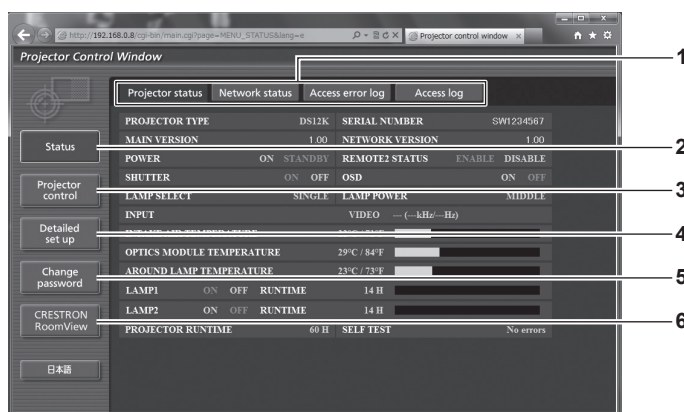 http://192.168.0.8/cgi-bin/main.cgi?page=MENU_STATUS&lang=e
Projector control window
Projector Control Window
Projector status Network status Access error log Access log
1
PROJECTOR TYPE DS12K SERIAL NUMBER SW1234567
MAIN VERSION 1.00 NETWORK VERSION 1.00
Status
2
POWER ON STANDBY REMOTE2 STATUS ENABLE DISABLE
SHUTTER ON OFF OSD ON OFF
Projector control
3
LAMP SELECT SINGLE LAMP POWER MIDDLE
INPUT VIDEO --- (---kHz/---Hz)
Detailed set up
4
OPTICS MODULE TEMPERATURE 29°C / 84°F
Change password
5
AROUND LAMP TEMPERATURE 23°C / 73°F
LAMP1 ON OFF RUNTIME 14 H
LAMP2 ON OFF RUNTIME 14 H
CRESTRON RoomView
6
PROJECTOR RUNTIME 60 H SELF TEST No errors
日本語